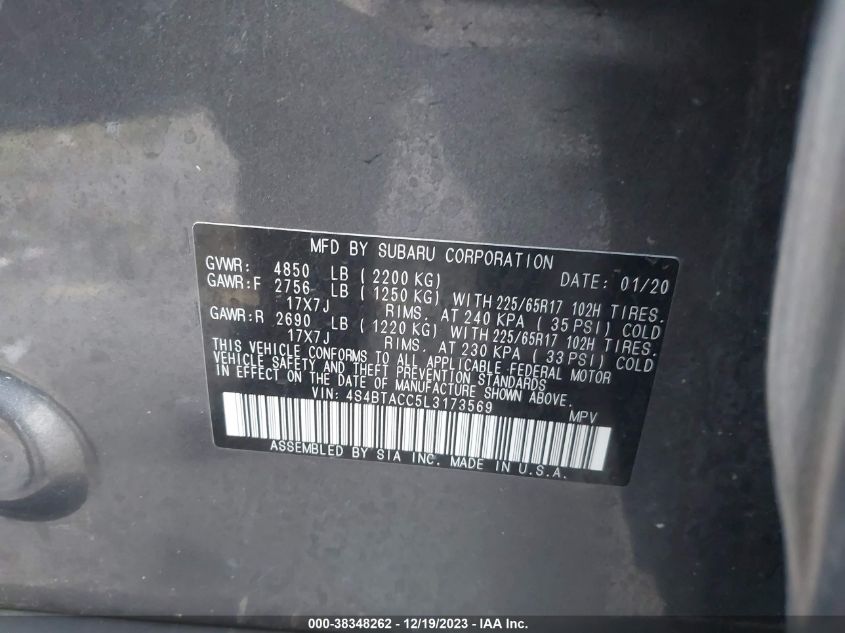 MFD BY SUBARU CORPORATION
GVWR: 4850 LB (2200 KG) DATE: 01/20
GAWR:F 2756 LB (1250 KG) WITH 225/65R17 102H TIRES.
17X7J RIMS. AT 240 KPA (35 PSI) COLD
GAWR:R 2690 LB (1220 KG) WITH 225/65R17 102H TIRES.
17X7J RIMS. AT 230 KPA (33 PSI) COLD
THIS VEHICLE CONFORMS TO ALL APPLICABLE FEDERAL MOTOR
VEHICLE SAFETY AND THEFT PREVENTION STANDARDS
IN EFFECT ON THE DATE OF MANUFACTURE SHOWN ABOVE.
VIN: 4S4BTACC5L3173569 MPV
ASSEMBLED BY SIA INC. MADE IN U.S.A.
000-38348262 - 12/19/2023 - IAA Inc.